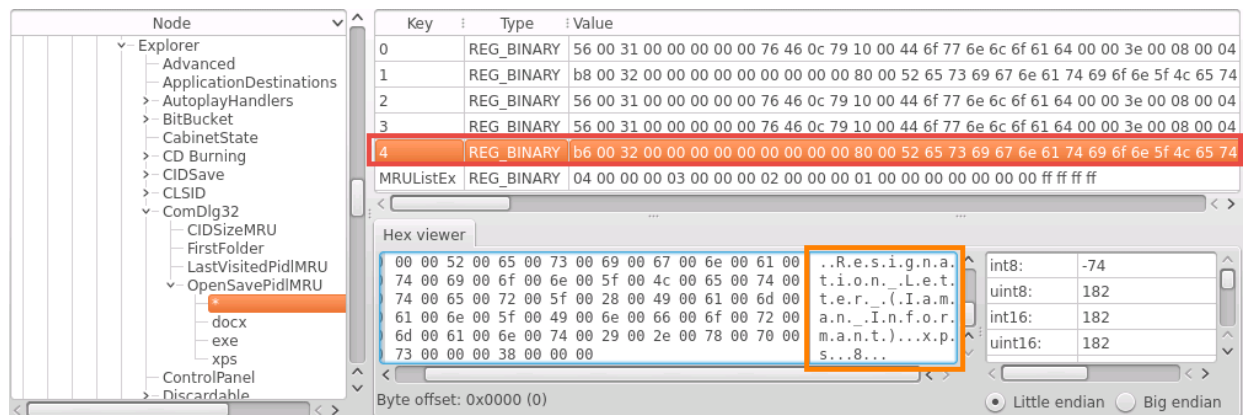 Node
Explorer
Advanced
ApplicationDestinations
AutoplayHandlers
BitBucket
CabinetState
CD Burning
CIDSave
CLSID
ComDlg32
CIDSizeMRU
FirstFolder
LastVisitedPidlMRU
OpenSavePidlMRU
*
docx
exe
xps
ControlPanel
Discardable
Key Type Value
0 REG_BINARY 56 00 31 00 00 00 00 00 76 46 0c 79 10 00 44 6f 77 6e 6c 6f 61 64 00 00 3e 00 08 00 04
1 REG_BINARY b8 00 32 00 00 00 00 00 00 00 00 00 80 00 52 65 73 69 67 6e 61 74 69 6f 6e 5f 4c 65 74
2 REG_BINARY 56 00 31 00 00 00 00 00 76 46 0c 79 10 00 44 6f 77 6e 6c 6f 61 64 00 00 3e 00 08 00 04
3 REG_BINARY 56 00 31 00 00 00 00 00 76 46 0c 79 10 00 44 6f 77 6e 6c 6f 61 64 00 00 3e 00 08 00 04
4 REG_BINARY b6 00 32 00 00 00 00 00 00 00 00 00 80 00 52 65 73 69 67 6e 61 74 69 6f 6e 5f 4c 65 74
MRUListEx REG_BINARY 04 00 00 00 03 00 00 00 02 00 00 00 01 00 00 00 00 00 00 00 ff ff ff ff
Hex viewer
00 00 52 00 65 00 73 00 69 00 67 00 6e 00 61 00 ..R.e.s.i.g.n.a.
74 00 69 00 6f 00 6e 00 5f 00 4c 00 65 00 74 00 t.i.o.n._.L.e.t.
74 00 65 00 72 00 5f 00 28 00 49 00 61 00 6d 00 t.e.r._.(.I.a.m.
61 00 6e 00 5f 00 49 00 6e 00 66 00 6f 00 72 00 a.n._.I.n.f.o.r.
6d 00 61 00 6e 00 74 00 29 00 2e 00 78 00 70 00 m.a.n.t.)...x.p.
73 00 00 00 38 00 00 00 s...8...
Byte offset: 0x0000 (0)
int8: -74
uint8: 182
int16: 182
uint16: 182
Little endian Big endian